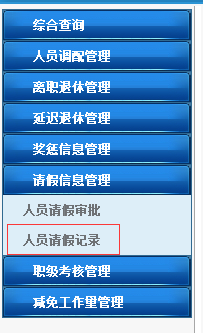 综合查询
人员调配管理
离职退休管理
延迟退休管理
奖惩信息管理
请假信息管理
人员请假审批
人员请假记录
职级考核管理
减免工作量管理